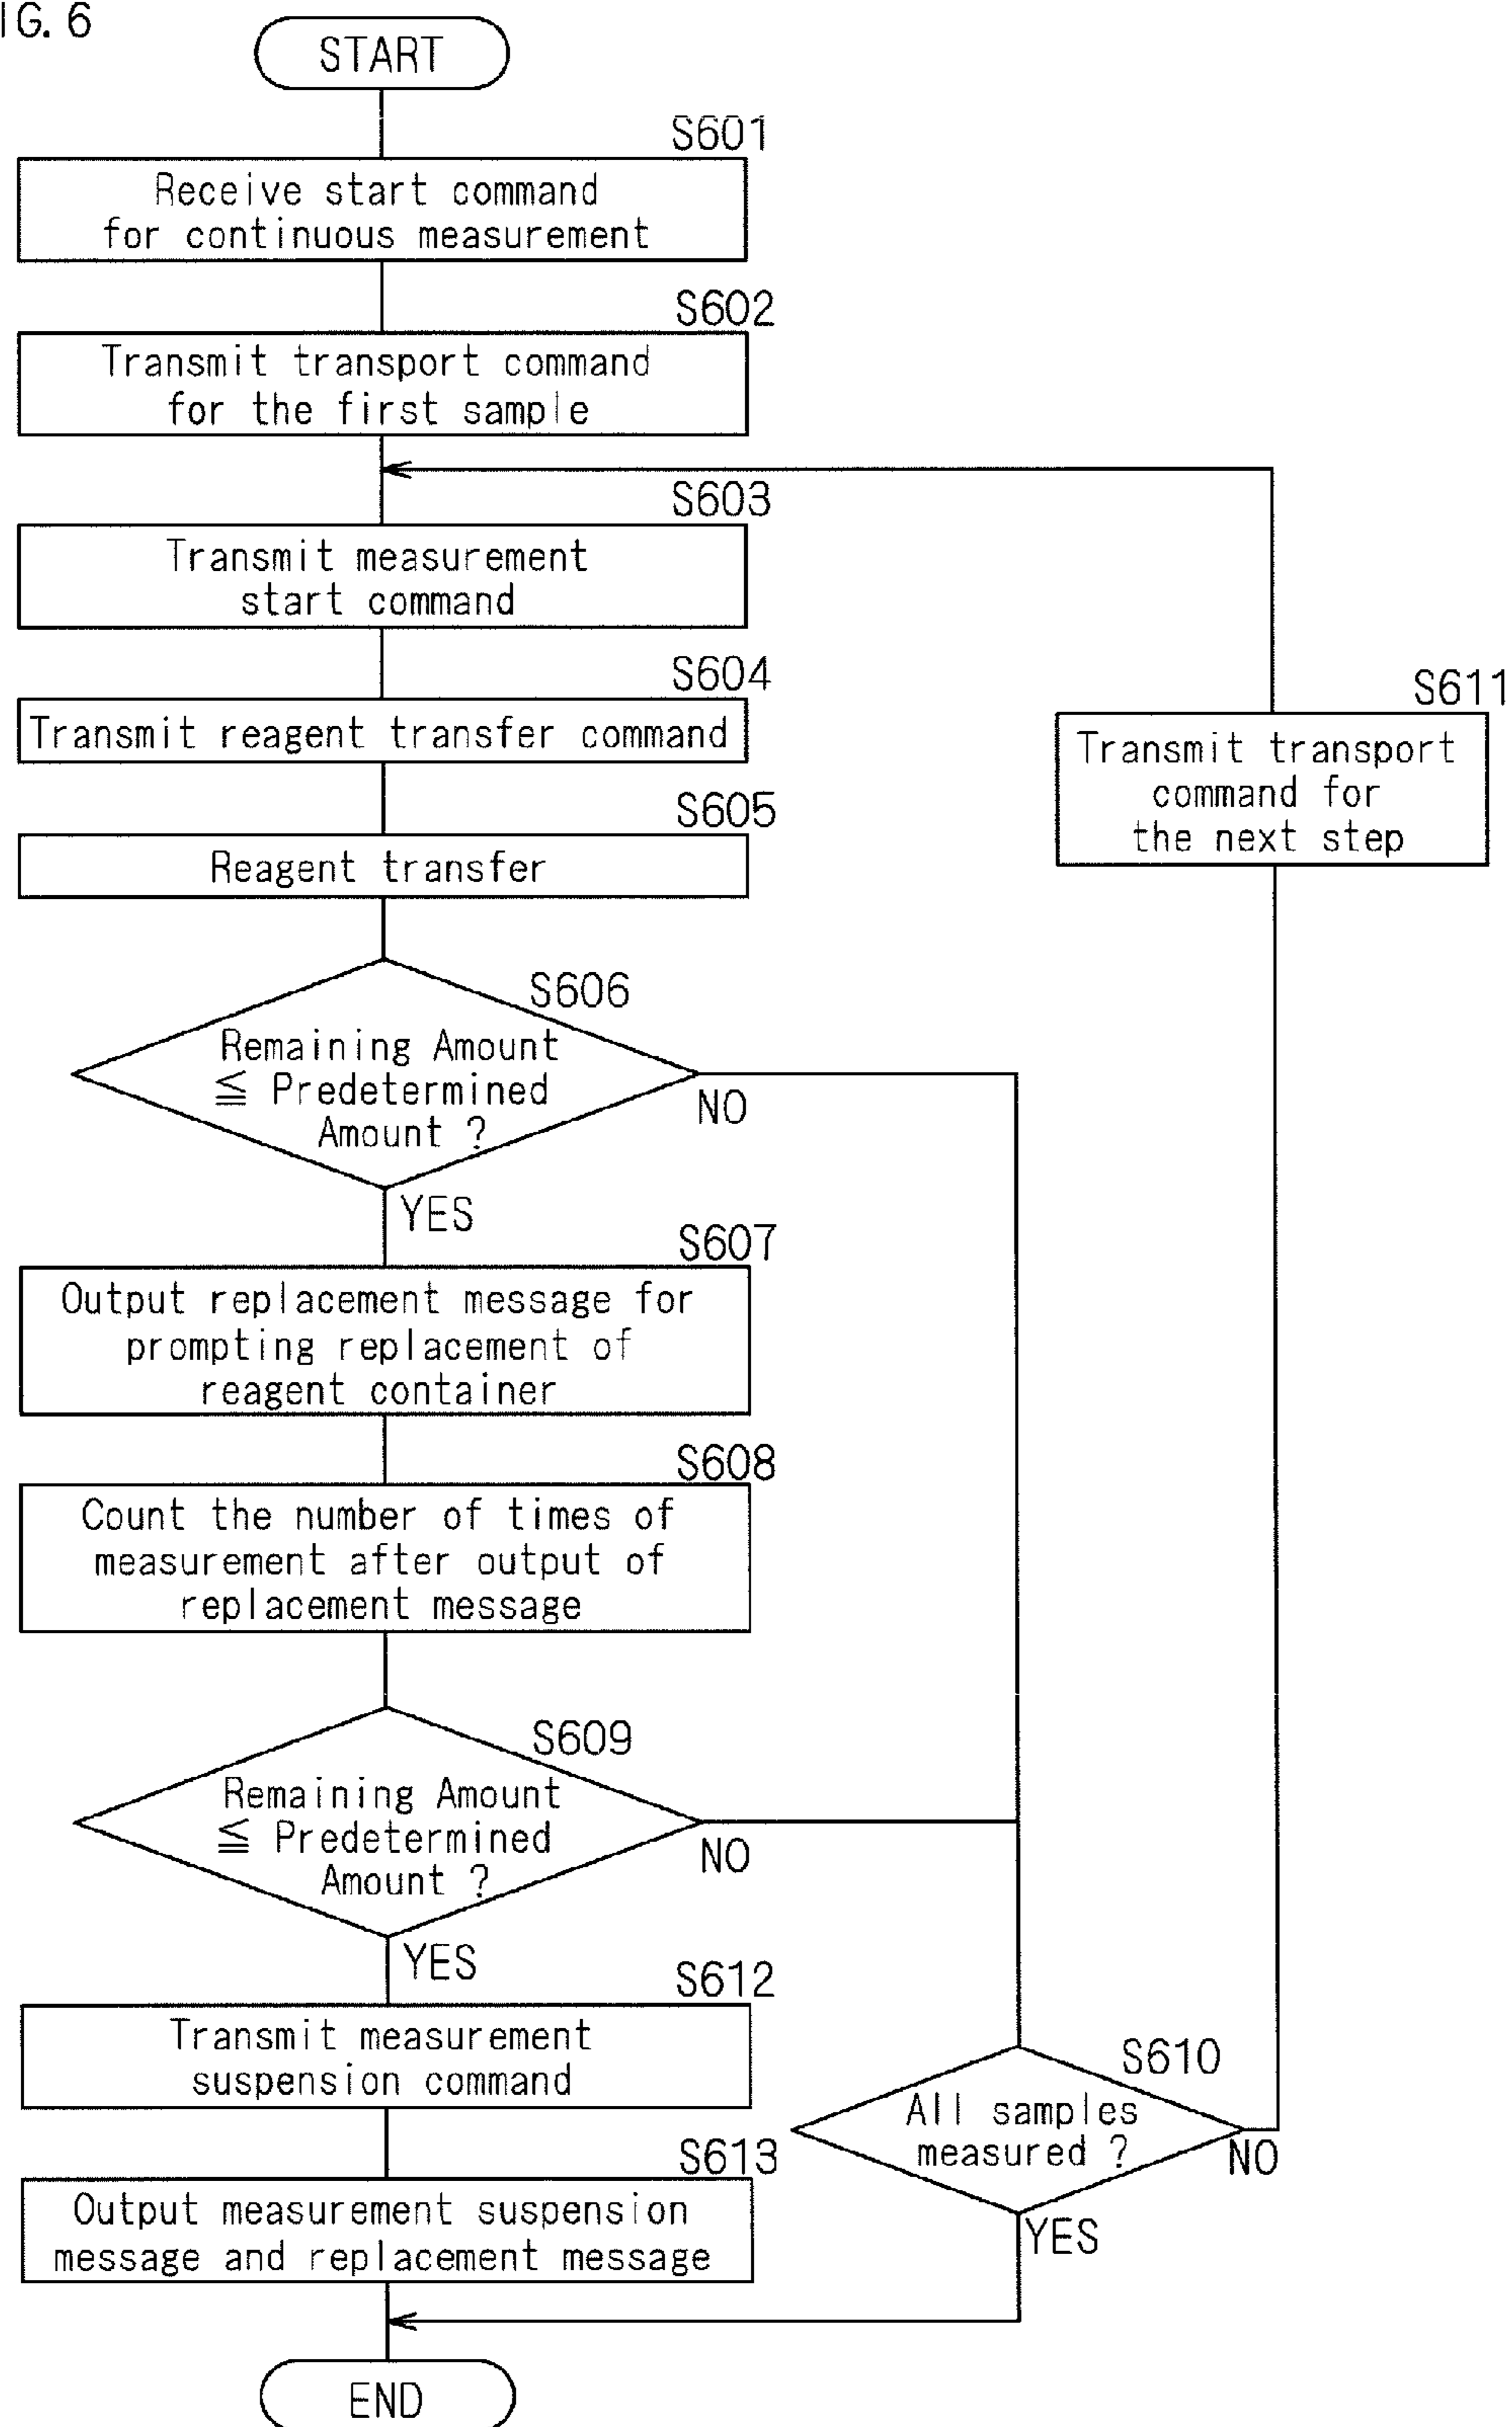 IG. 6
START
S601
Receive start command
for continuous measurement
S602
Transmit transport command
for the first sample
S603
Transmit measurement
start command
S604
Transmit reagent transfer command
S611
Transmit transport
command for
the next step
S605
Reagent transfer
S606
Remaining Amount
≦ Predetermined
Amount ?
NO
YES
S607
Output replacement message for
prompting replacement of
reagent container
S608
Count the number of times of
measurement after output of
replacement message
S609
Remaining Amount
≦ Predetermined
Amount ?
NO
YES
S612
Transmit measurement
suspension command
S610
All samples
measured ?
NO
YES
S613
Output measurement suspension
message and replacement message
END